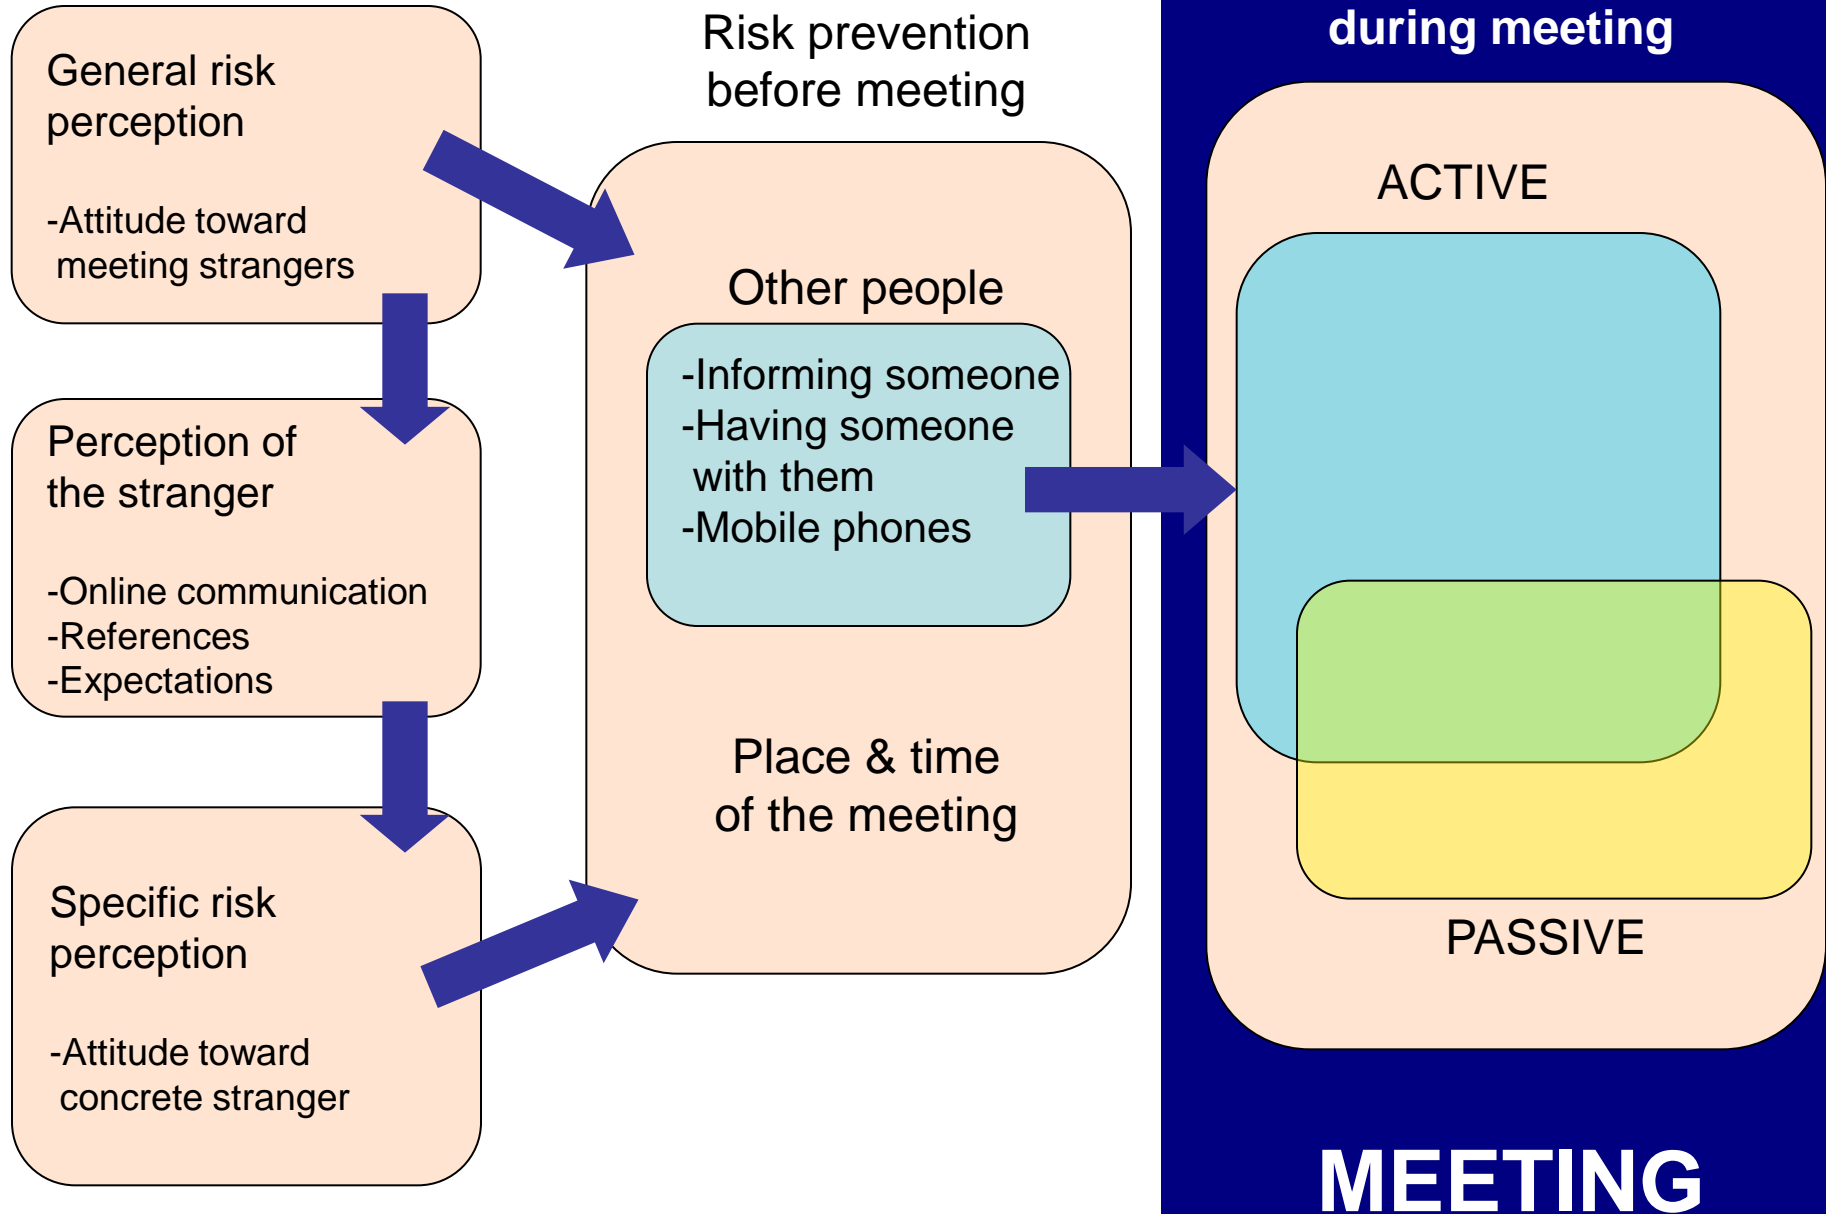 General risk
perception
-Attitude toward
meeting strangers
Perception of
the stranger
-Online communication
-References
-Expectations
Specific risk
perception
-Attitude toward
concrete stranger
Risk prevention
before meeting
Other people
-Informing someone
-Having someone
with them
-Mobile phones
Place & time
of the meeting
during meeting
ACTIVE
PASSIVE
MEETING